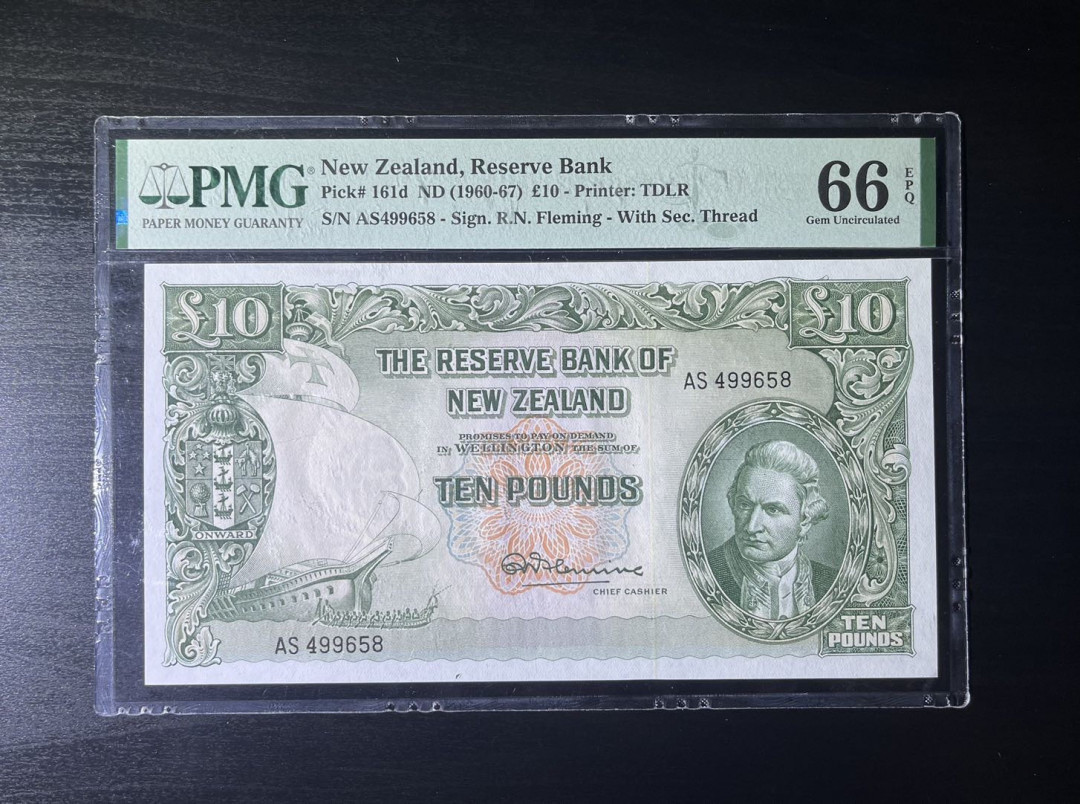 PMG®
PAPER MONEY GUARANTY
New Zealand, Reserve Bank
Pick# 161d ND (1960-67) £10 - Printer: TDLR
S/N AS499658 - Sign. R.N. Fleming - With Sec. Thread
66
EPQ
Gem Uncirculated
£10
£10
THE RESERVE BANK OF
NEW ZEALAND
AS 499658
PROMISES TO PAY ON DEMAND
IN WELLINGTON THE SUM OF
TEN POUNDS
ONWARD
RNFleming
CHIEF CASHIER
TEN
POUNDS
AS 499658